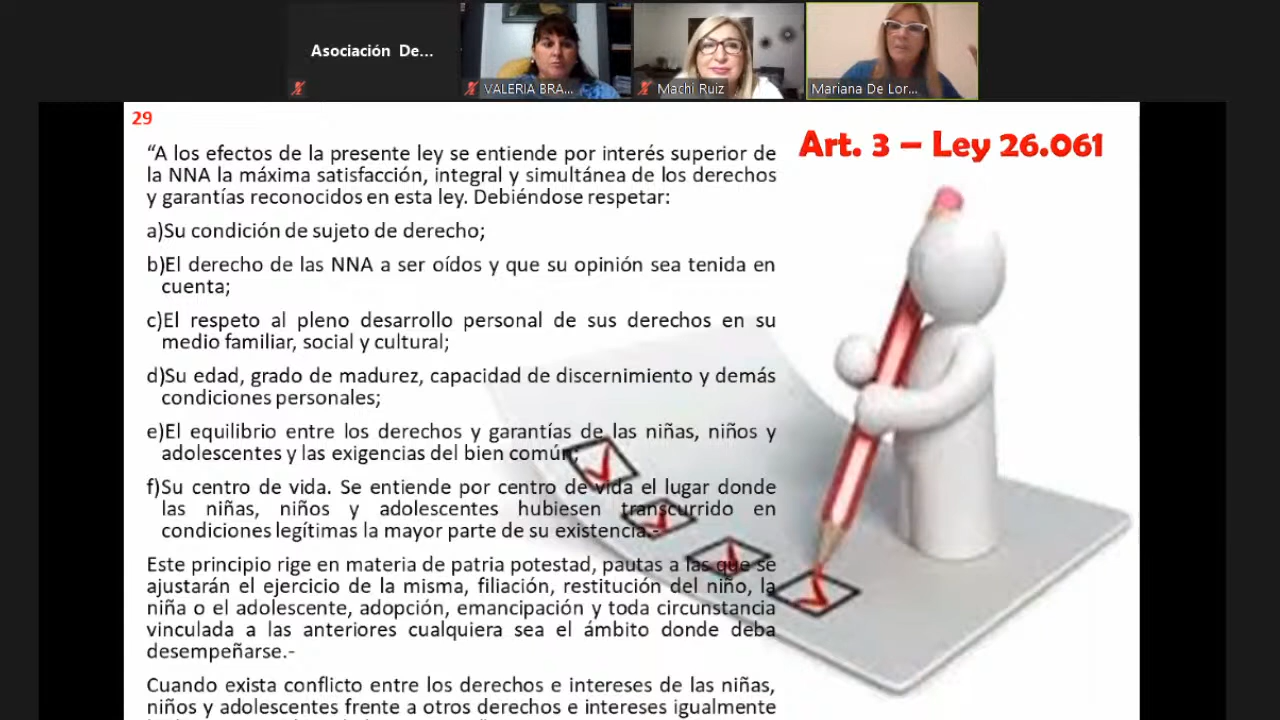 Asociación De...
VALERIA BRA...
Machi Ruiz
Mariana De Lor...
29
Art. 3 – Ley 26.061
“A los efectos de la presente ley se entiende por interés superior de
la NNA la máxima satisfacción, integral y simultánea de los derechos
y garantías reconocidos en esta ley. Debiéndose respetar:
a)Su condición de sujeto de derecho;
b)El derecho de las NNA a ser oídos y que su opinión sea tenida en
cuenta;
c)El respeto al pleno desarrollo personal de sus derechos en su
medio familiar, social y cultural;
d)Su edad, grado de madurez, capacidad de discernimiento y demás
condiciones personales;
e)El equilibrio entre los derechos y garantías de las niñas, niños y
adolescentes y las exigencias del bien común;
f)Su centro de vida. Se entiende por centro de vida el lugar donde
las niñas, niños y adolescentes hubiesen transcurrido en
condiciones legítimas la mayor parte de su existencia.-
Este principio rige en materia de patria potestad, pautas a las que se
ajustarán el ejercicio de la misma, filiación, restitución del niño, la
niña o el adolescente, adopción, emancipación y toda circunstancia
vinculada a las anteriores cualquiera sea el ámbito donde deba
desempeñarse.-
Cuando exista conflicto entre los derechos e intereses de las niñas,
niños y adolescentes frente a otros derechos e intereses igualmente